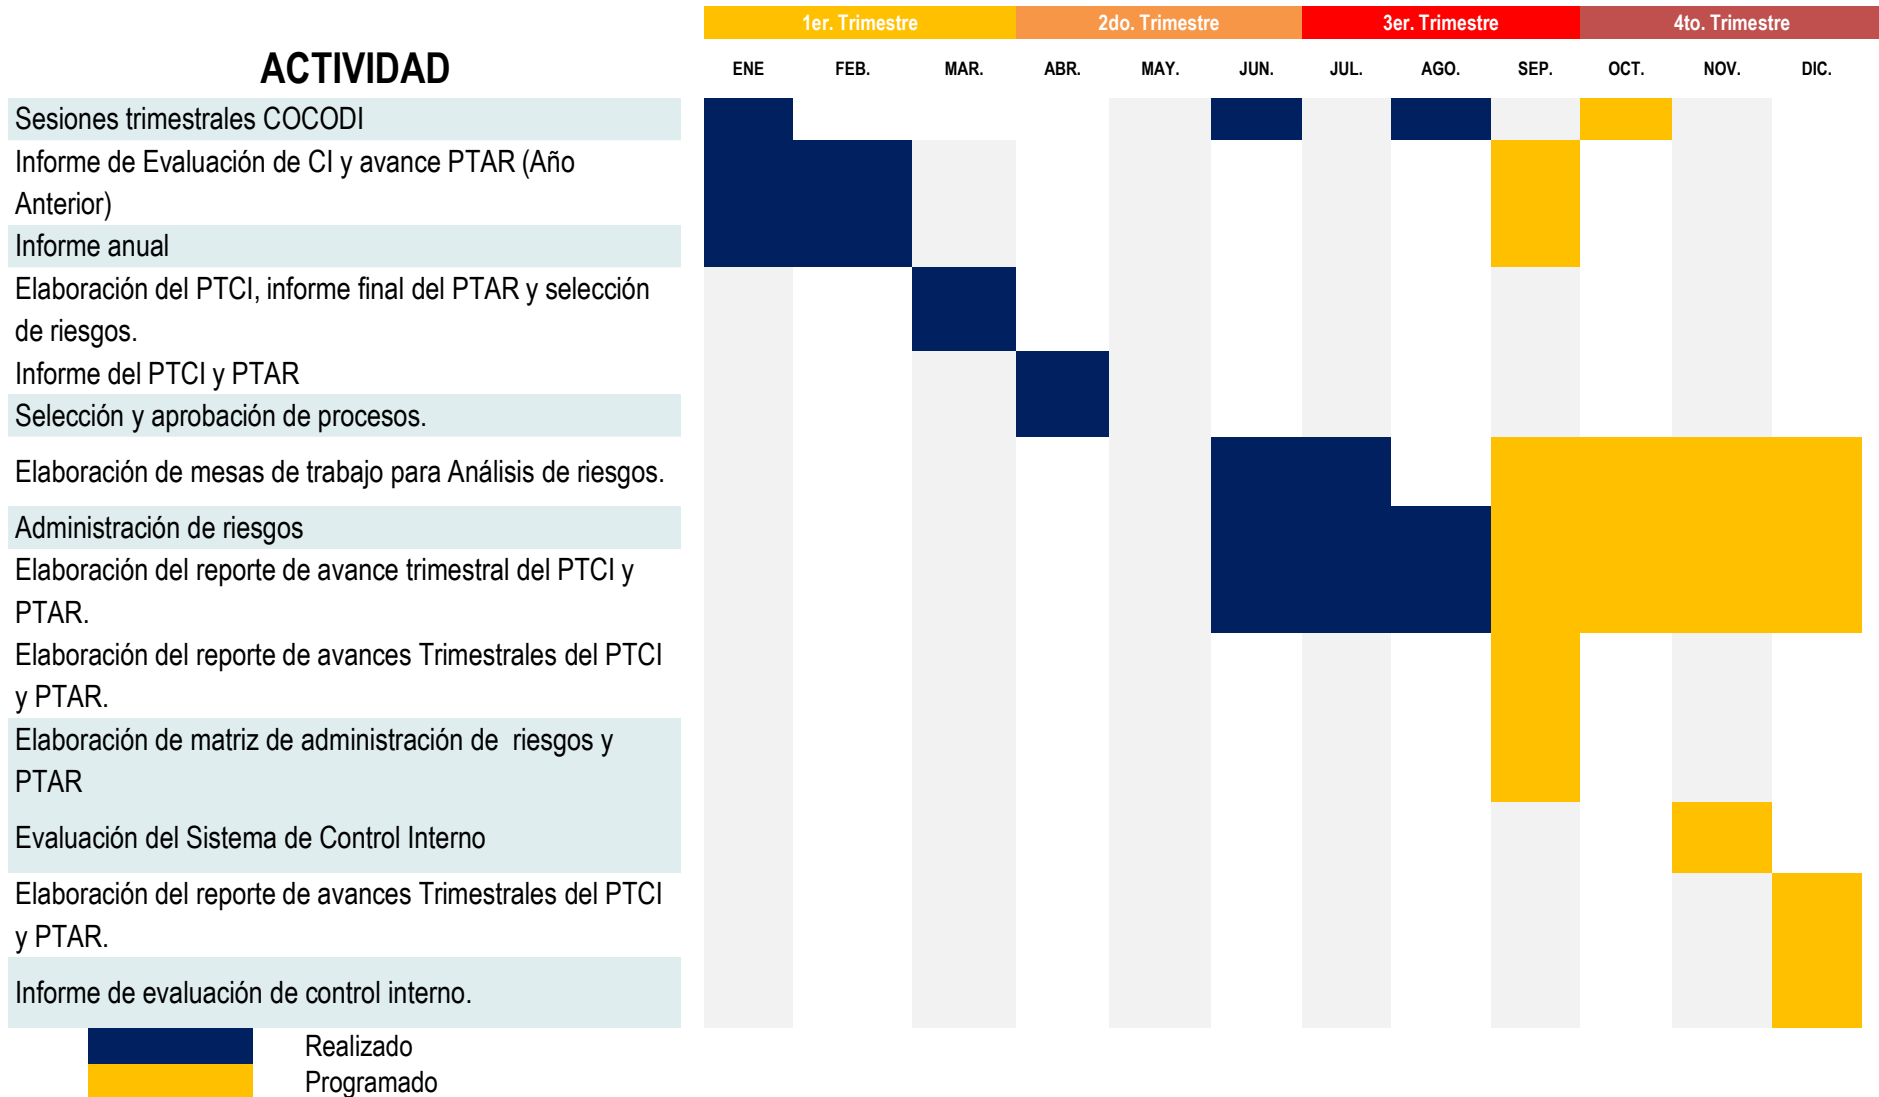 1er. Trimestre 2do. Trimestre 3er. Trimestre 4to. Trimestre
ACTIVIDAD ENE FEB. MAR. ABR. MAY. JUN. JUL. AGO. SEP. OCT. NOV. DIC.
Sesiones trimestrales COCODI
Informe de Evaluación de CI y avance PTAR (Año
Anterior)
Informe anual
Elaboración del PTCI, informe final del PTAR y selección
de riesgos.
Informe del PTCI y PTAR
Selección y aprobación de procesos.
Elaboración de mesas de trabajo para Análisis de riesgos.
Administración de riesgos
Elaboración del reporte de avance trimestral del PTCI y
PTAR.
Elaboración del reporte de avances Trimestrales del PTCI
y PTAR.
Elaboración de matriz de administración de riesgos y
PTAR
Evaluación del Sistema de Control Interno
Elaboración del reporte de avances Trimestrales del PTCI
y PTAR.
Informe de evaluación de control interno.
Realizado
Programado